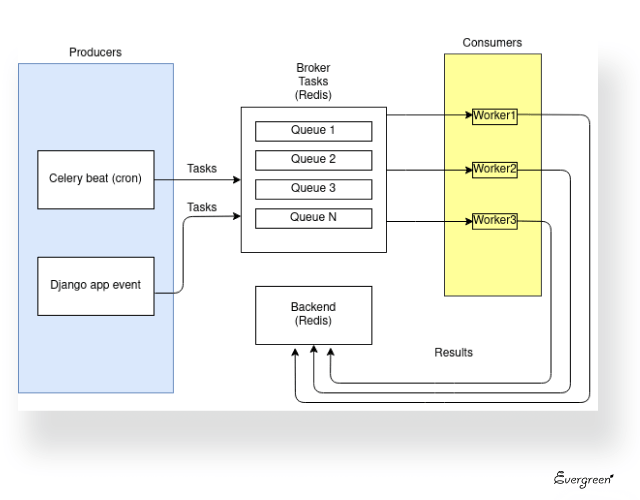 Producers
Consumers
Broker
Tasks
(Redis)
Queue 1
Queue 2
Queue 3
Queue N
Worker1
Worker2
Worker3
Celery beat (cron)
Tasks
Tasks
Django app event
Backend
(Redis)
Results
Evergreen